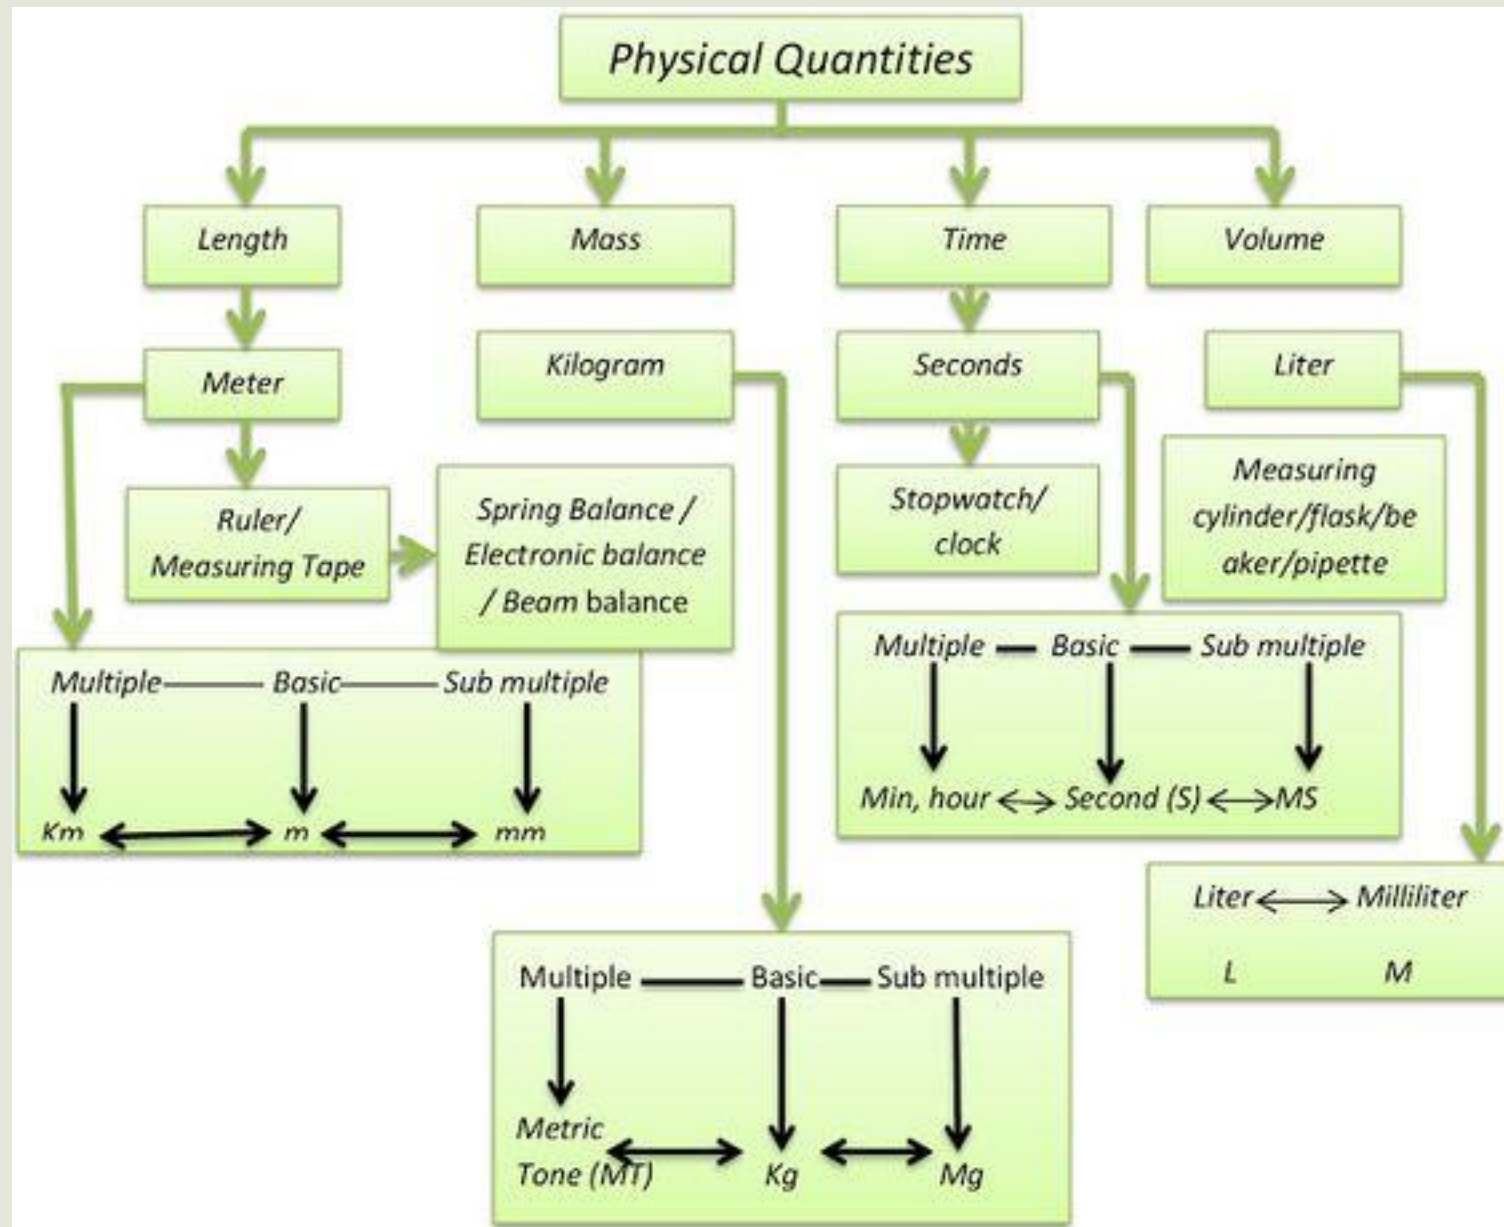 Physical Quantities
Length
Mass
Time
Volume
Meter
Kilogram
Seconds
Liter
Ruler/
Measuring Tape
Spring Balance /
Electronic balance
/ Beam balance
Stopwatch/
clock
Measuring
cylinder/flask/be
aker/pipette
Multiple Basic Sub multiple
Km m mm
Multiple Basic Sub multiple
Min, hour Second (S) MS
Liter Milliliter
L M
Multiple Basic Sub multiple
Metric
Tone (MT) Kg Mg